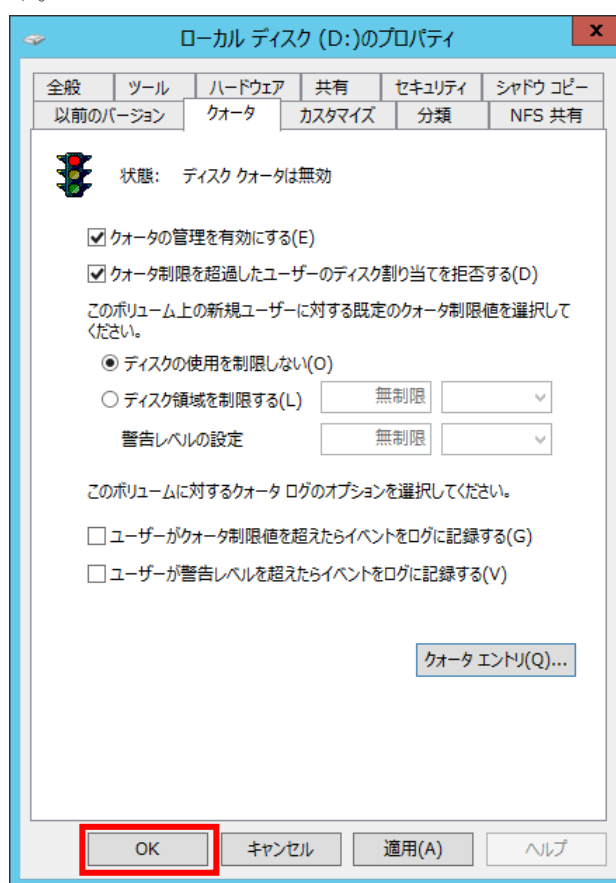 ローカル ディスク (D:)のプロパティ
x
全般 ツール ハードウェア 共有 セキュリティ シャドウ コピー
以前のバージョン クォータ カスタマイズ 分類 NFS 共有
状態: ディスク クォータは無効
クォータの管理を有効にする(E)
クォータ制限を超過したユーザーのディスク割り当てを拒否する(D)
このボリューム上の新規ユーザーに対する既定のクォータ制限値を選択して
ください。
ディスクの使用を制限しない(O)
ディスク領域を制限する(L) 無制限
警告レベルの設定 無制限
このボリュームに対するクォータ ログのオプションを選択してください。
ユーザーがクォータ制限値を超えたらイベントをログに記録する(G)
ユーザーが警告レベルを超えたらイベントをログに記録する(V)
クォータ エントリ(Q)...
OK キャンセル 適用(A) ヘルプ